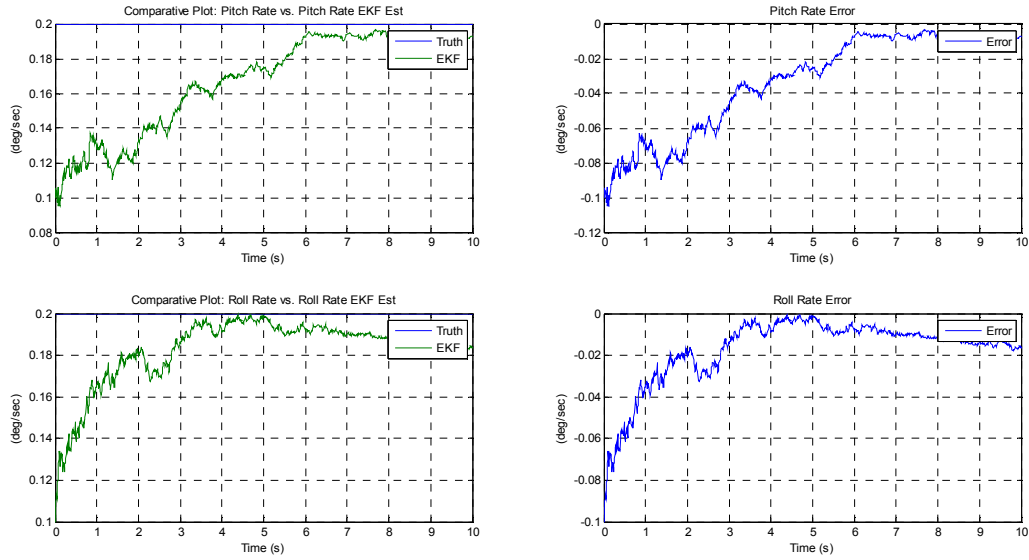 Comparative Plot: Pitch Rate vs. Pitch Rate EKF Est
0.2
0.18
0.16
0.14
0.12
0.1
0.08
(deg/sec)
Truth
EKF
0 1 2 3 4 5 6 7 8 9 10
Time (s)
Pitch Rate Error
0
-0.02
-0.04
-0.06
-0.08
-0.1
-0.12
(deg/sec)
Error
0 1 2 3 4 5 6 7 8 9 10
Time (s)
Comparative Plot: Roll Rate vs. Roll Rate EKF Est
0.2
0.18
0.16
0.14
0.12
0.1
(deg/sec)
Truth
EKF
0 1 2 3 4 5 6 7 8 9 10
Time (s)
Roll Rate Error
0
-0.02
-0.04
-0.06
-0.08
-0.1
(deg/sec)
Error
0 1 2 3 4 5 6 7 8 9 10
Time (s)